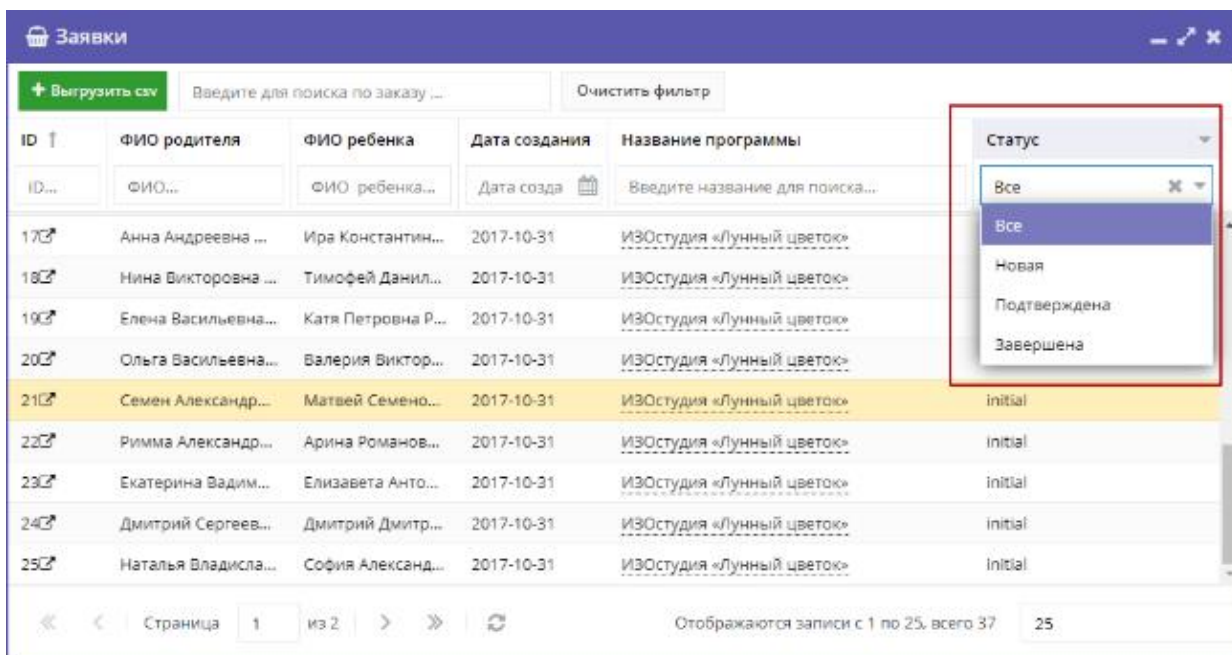 Заявки
+ Выгрузить csv Введите для поиска по заказу ... Очистить фильтр
ID ФИО родителя ФИО ребенка Дата создания Название программы Статус
ID... ФИО... ФИО ребенка... Дата созда Введите название для поиска... Все
17 Анна Андреевна ... Ира Константин... 2017-10-31 ИЗОстудия «Лунный цветок» Все
18 Нина Викторовна ... Тимофей Данил... 2017-10-31 ИЗОстудия «Лунный цветок» Новая
19 Елена Васильевна... Катя Петровна Р... 2017-10-31 ИЗОстудия «Лунный цветок» Подтверждена
20 Ольга Васильевна... Валерия Виктор... 2017-10-31 ИЗОстудия «Лунный цветок» Завершена
21 Семен Александр... Матвей Семено... 2017-10-31 ИЗОстудия «Лунный цветок» initial
22 Римма Александр... Арина Романов... 2017-10-31 ИЗОстудия «Лунный цветок» initial
23 Екатерина Вадим... Елизавета Анто... 2017-10-31 ИЗОстудия «Лунный цветок» initial
24 Дмитрий Сергеев... Дмитрий Дмитр... 2017-10-31 ИЗОстудия «Лунный цветок» initial
25 Наталья Владисла... София Александ... 2017-10-31 ИЗОстудия «Лунный цветок» initial
Страница 1 из 2 Отображаются записи с 1 по 25, всего 37 25